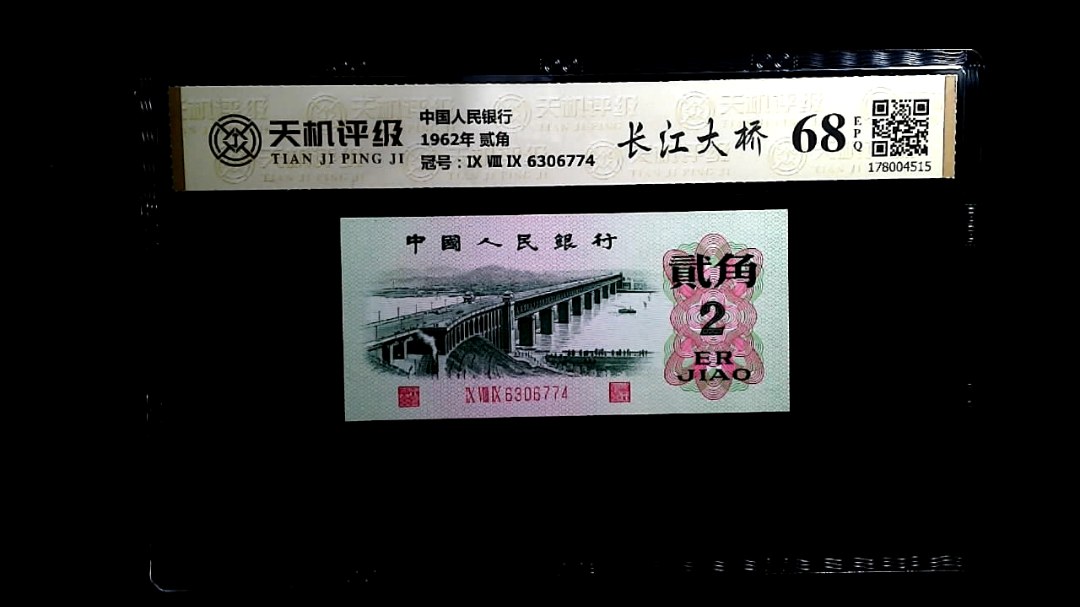 天机评级
TIAN JI PING JI
中国人民银行
1962年 贰角
冠号：IX VIII IX 6306774
长江大桥
68
EPQ
178004515
中國人民銀行
貳角
2
ER
JIAO
IX VIII IX 6306774